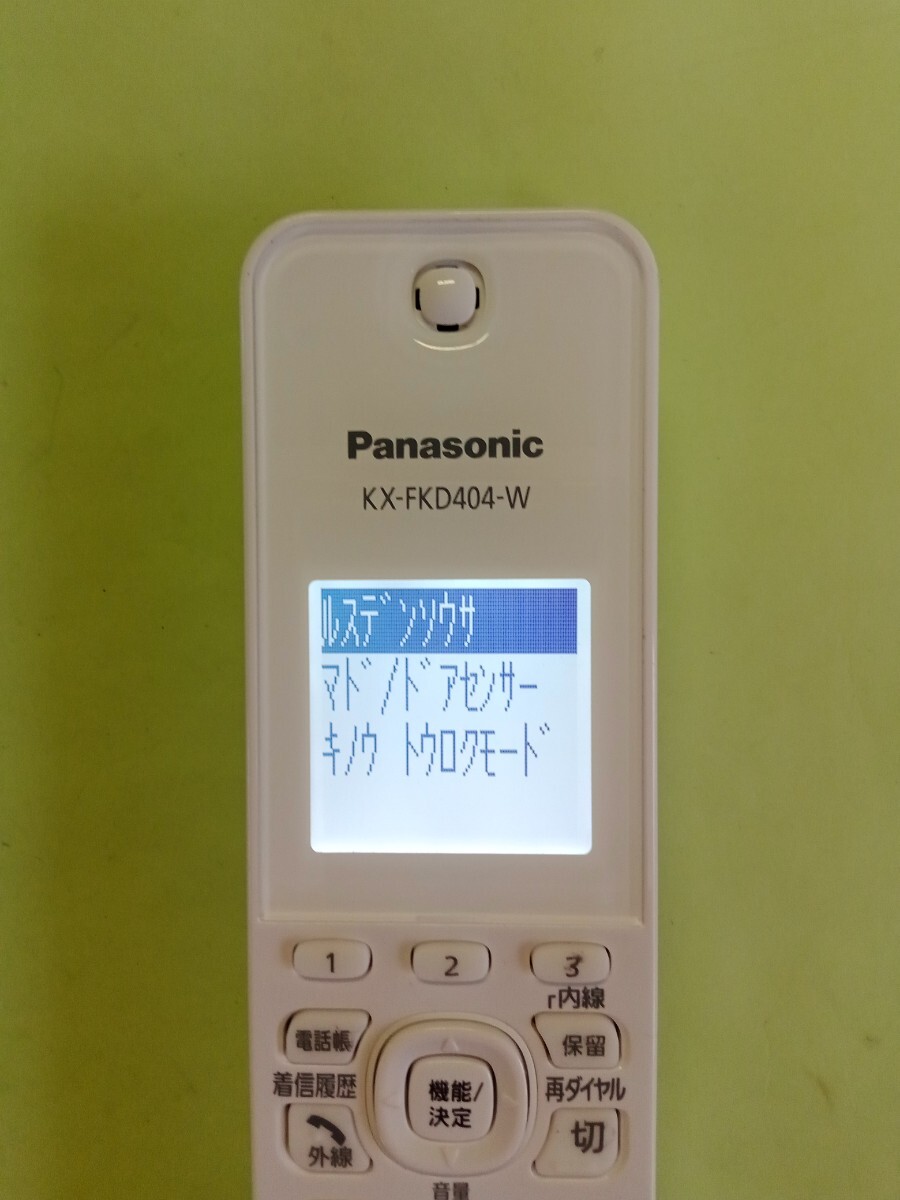 Panasonic
KX-FKD404-W
ルスデンソウサ
マド/ドアセンサー
キノウ トウロクモード
1 2 3
r内線
電話帳 保留
着信履歴 機能/ 再ダイヤル
決定
外線 切
音量